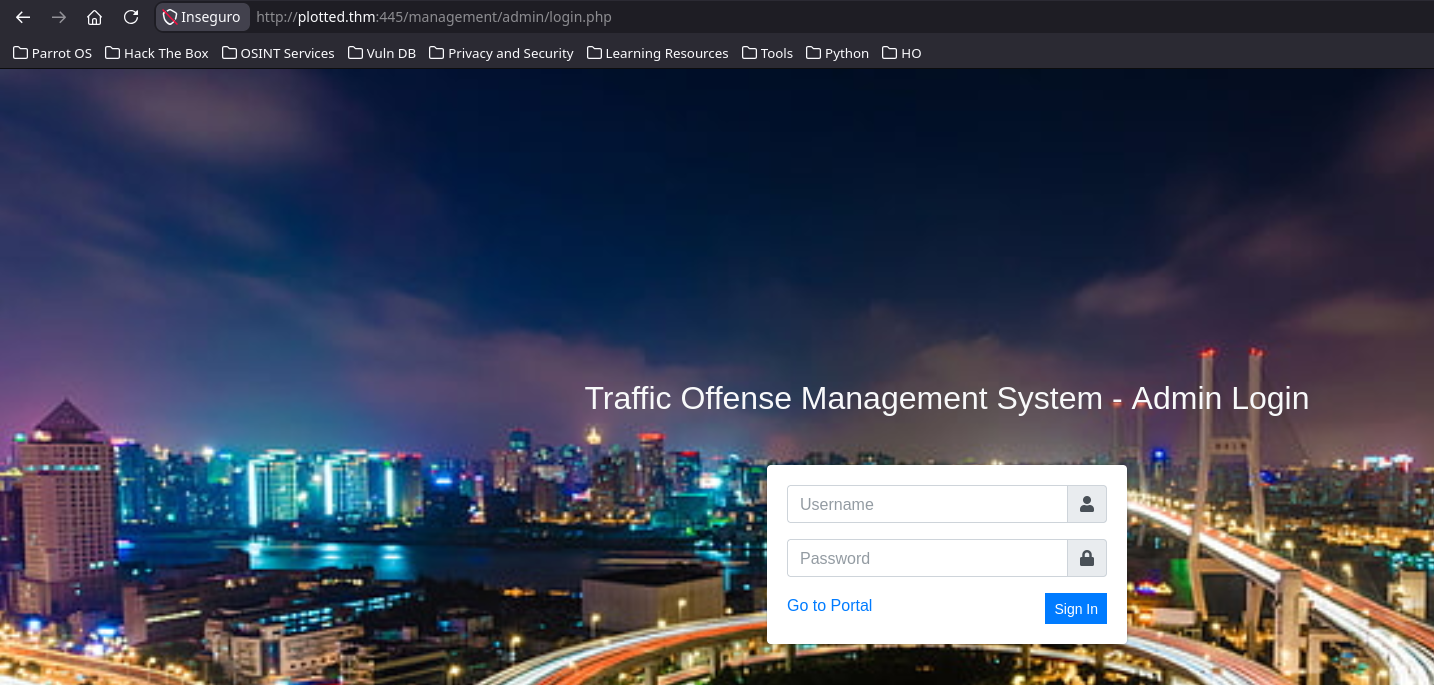 Inseguro http://plotted.thm:445/management/admin/login.php
Parrot OS Hack The Box OSINT Services Vuln DB Privacy and Security Learning Resources Tools Python HO
Traffic Offense Management System - Admin Login
Username
Password
Go to Portal Sign In